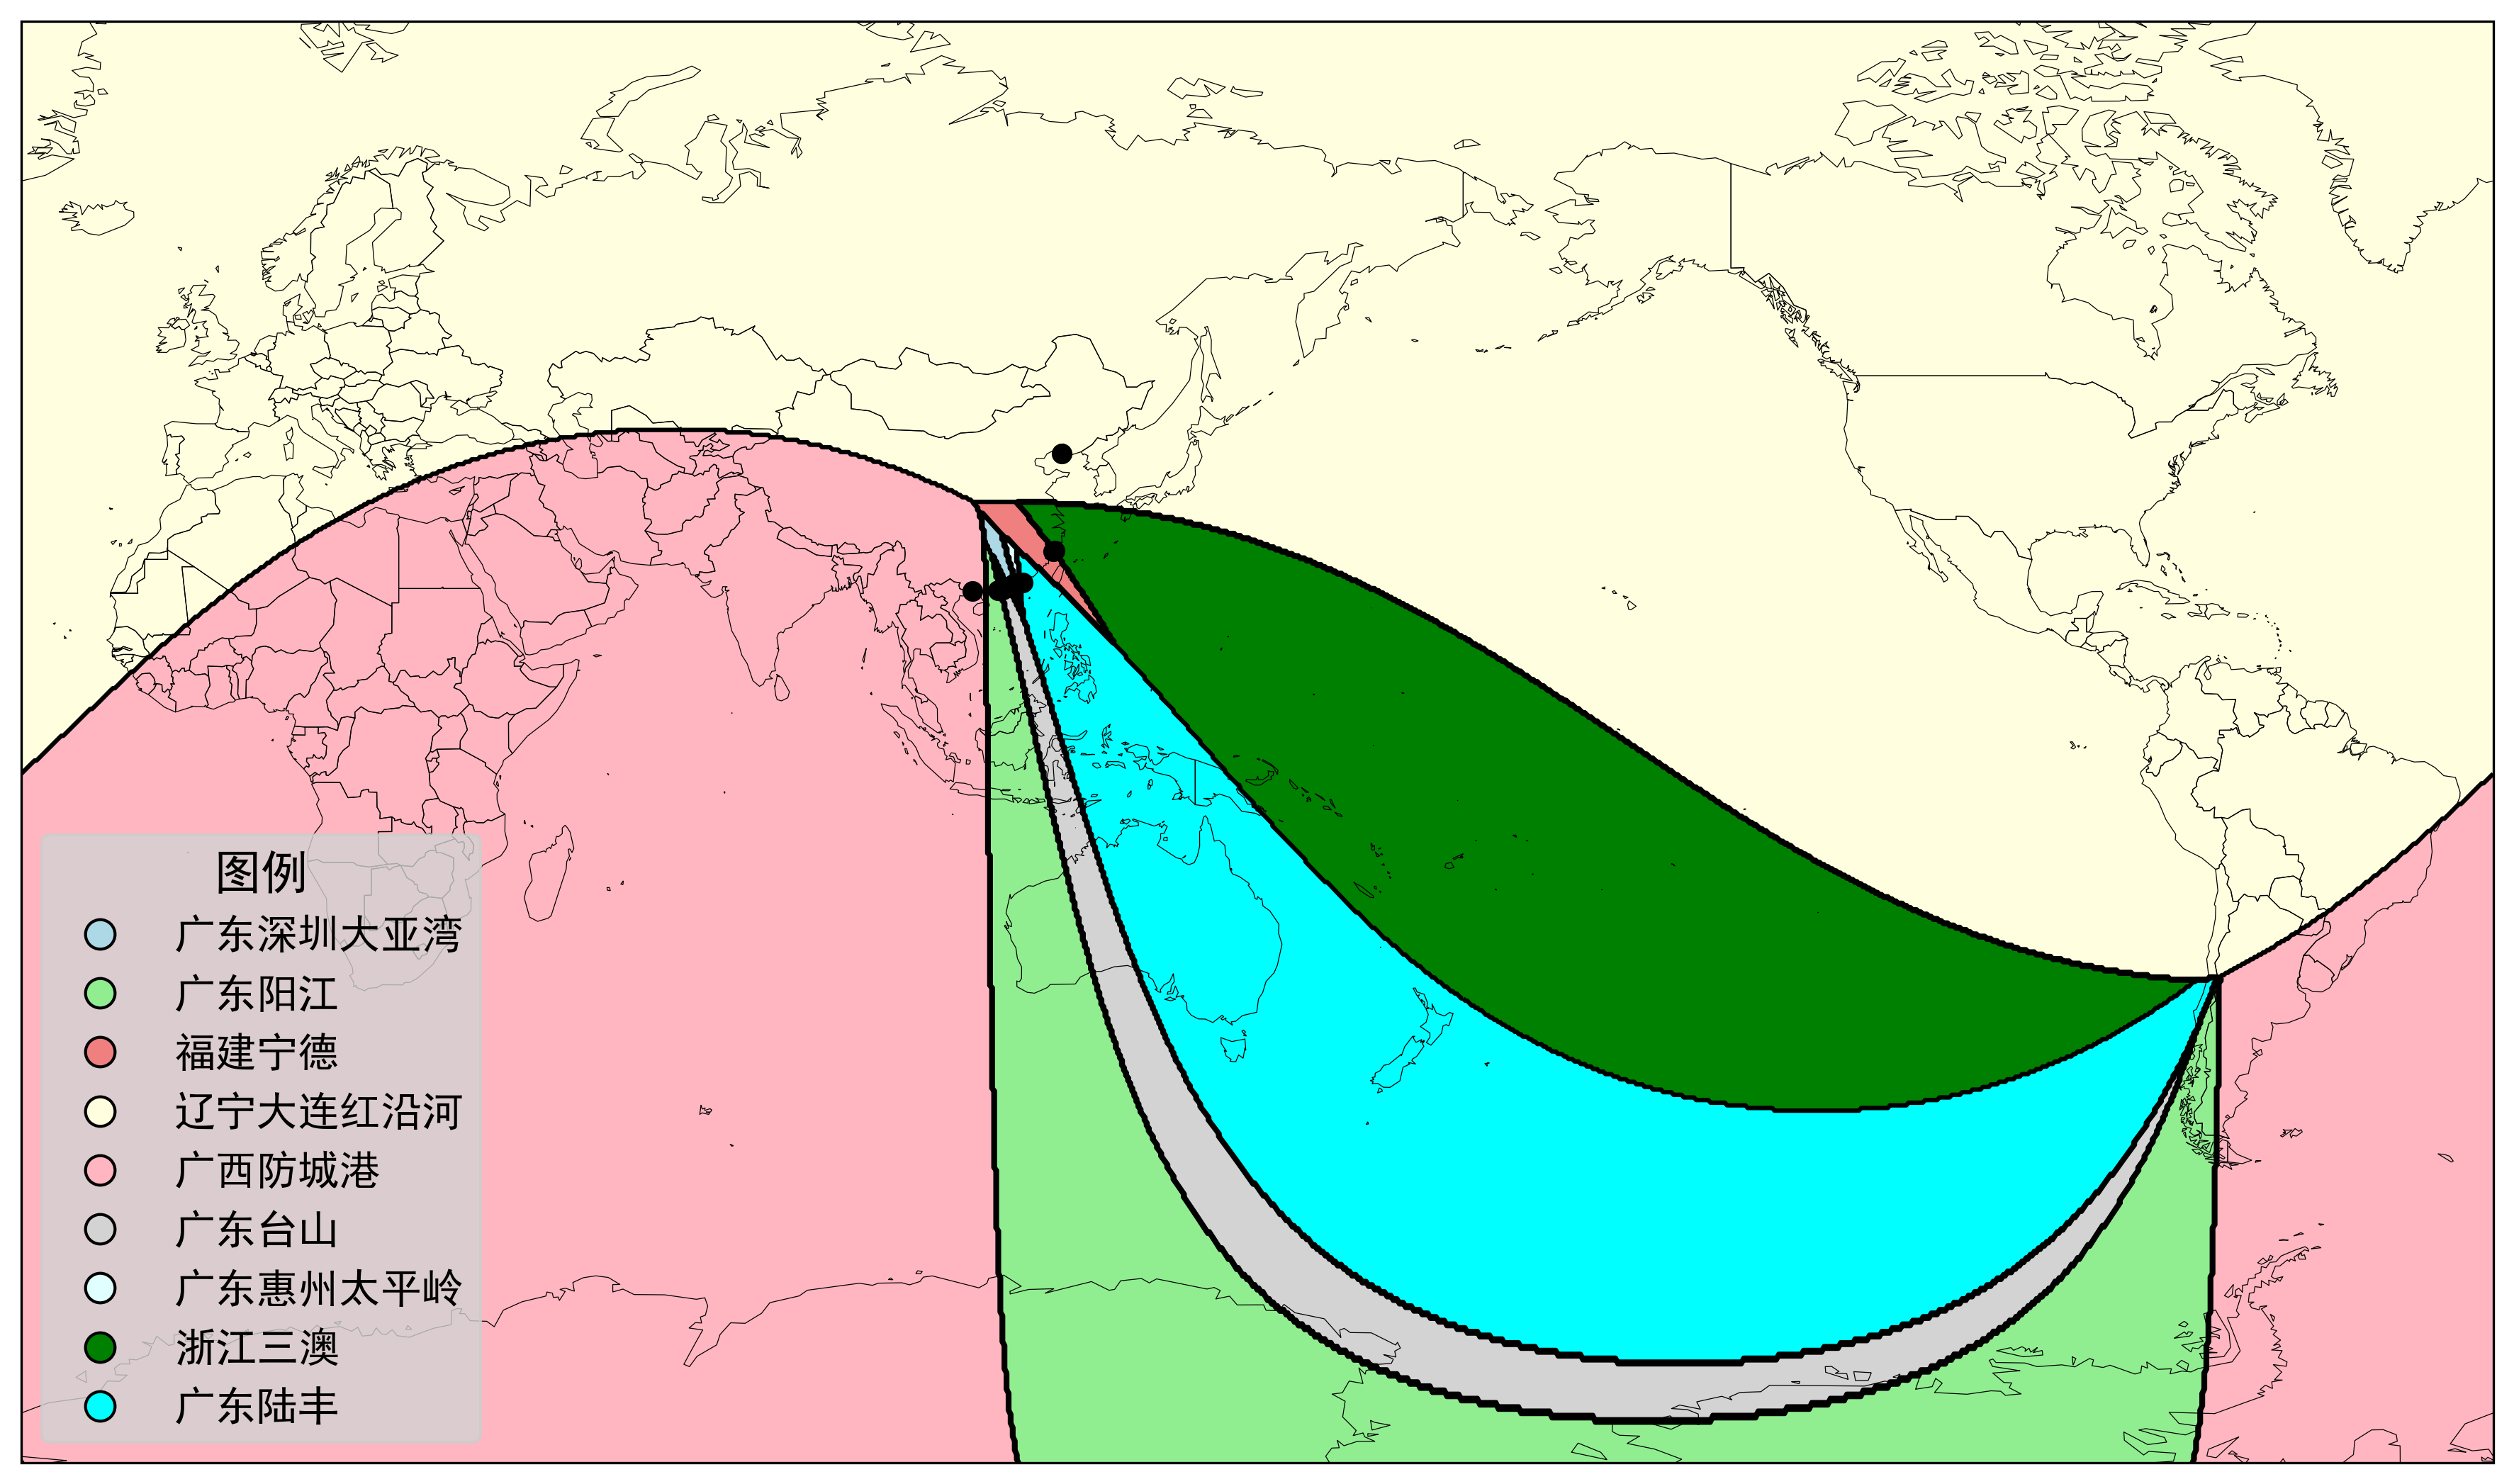 图例
广东深圳大亚湾
广东阳江
福建宁德
辽宁大连红沿河
广西防城港
广东台山
广东惠州太平岭
浙江三澳
广东陆丰